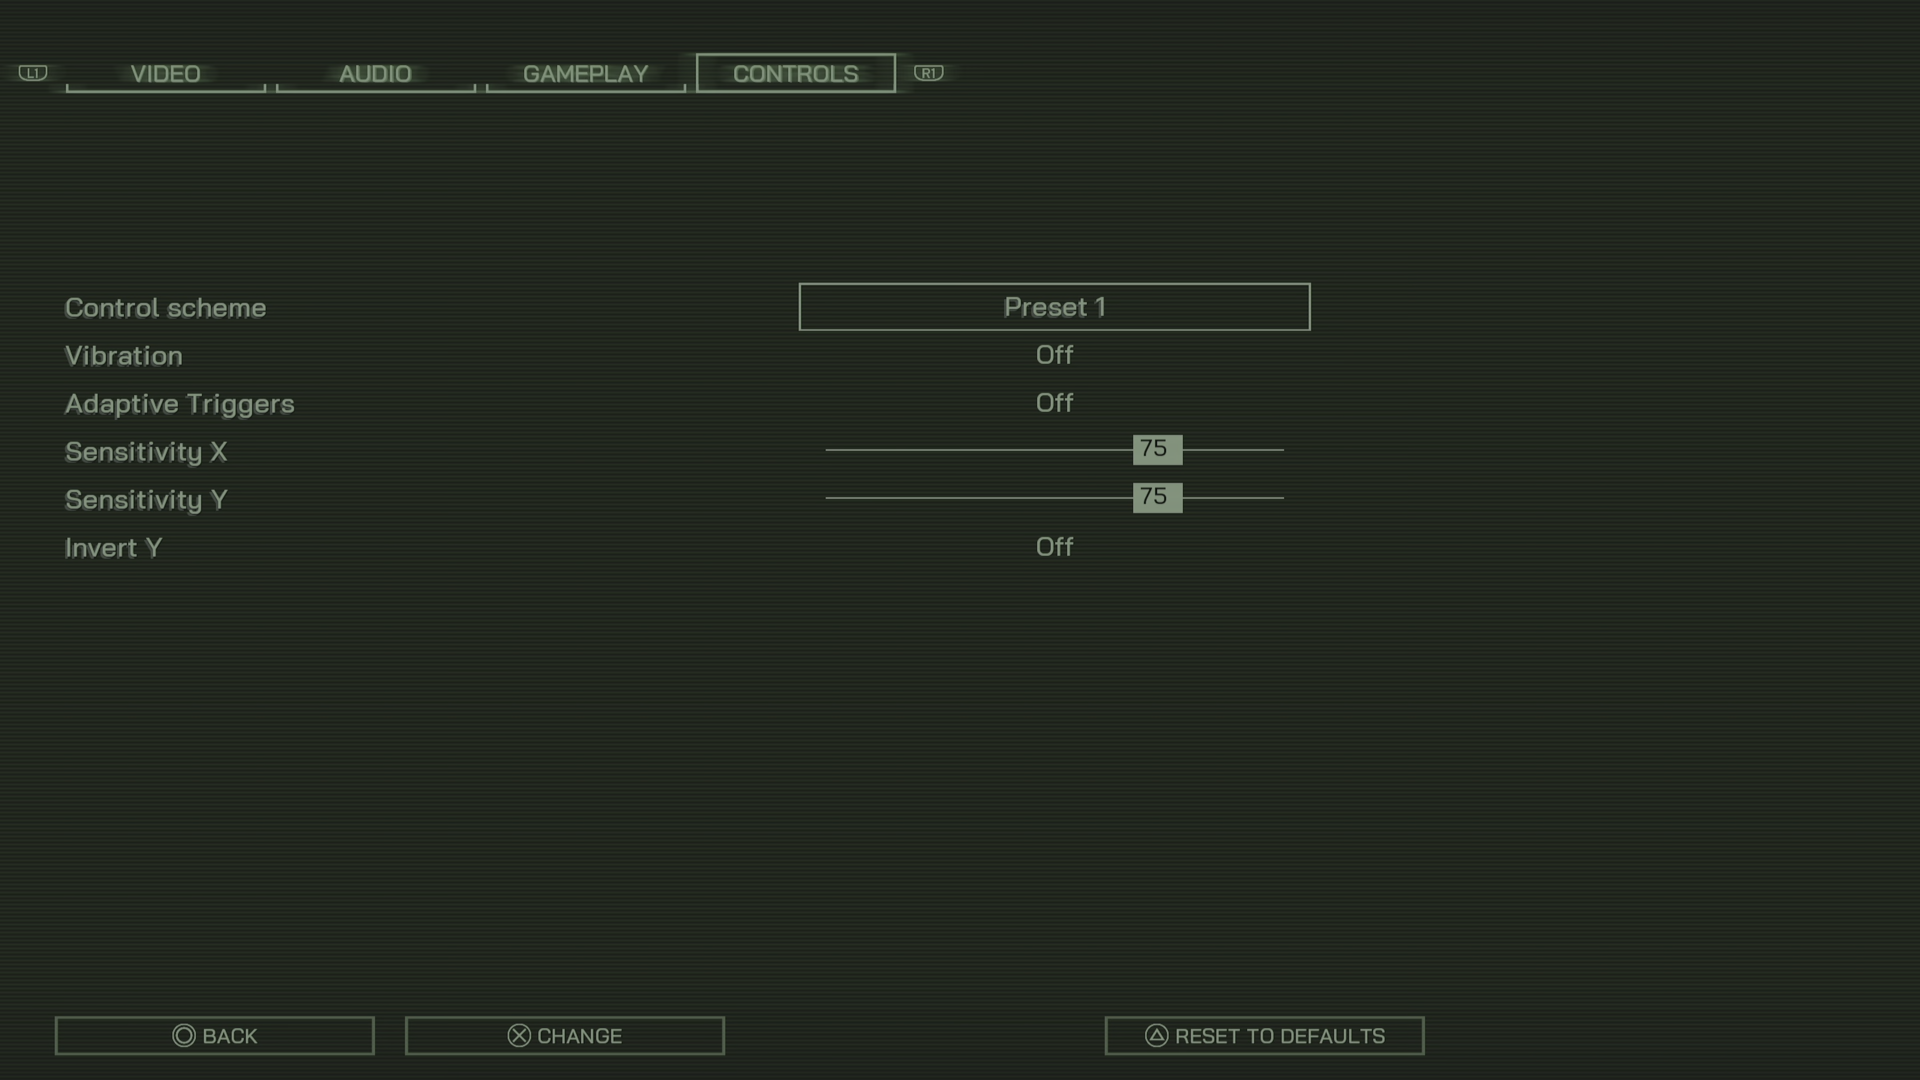 L1 VIDEO AUDIO GAMEPLAY CONTROLS R1
Control scheme Preset 1
Vibration Off
Adaptive Triggers Off
Sensitivity X 75
Sensitivity Y 75
Invert Y Off
BACK CHANGE RESET TO DEFAULTS